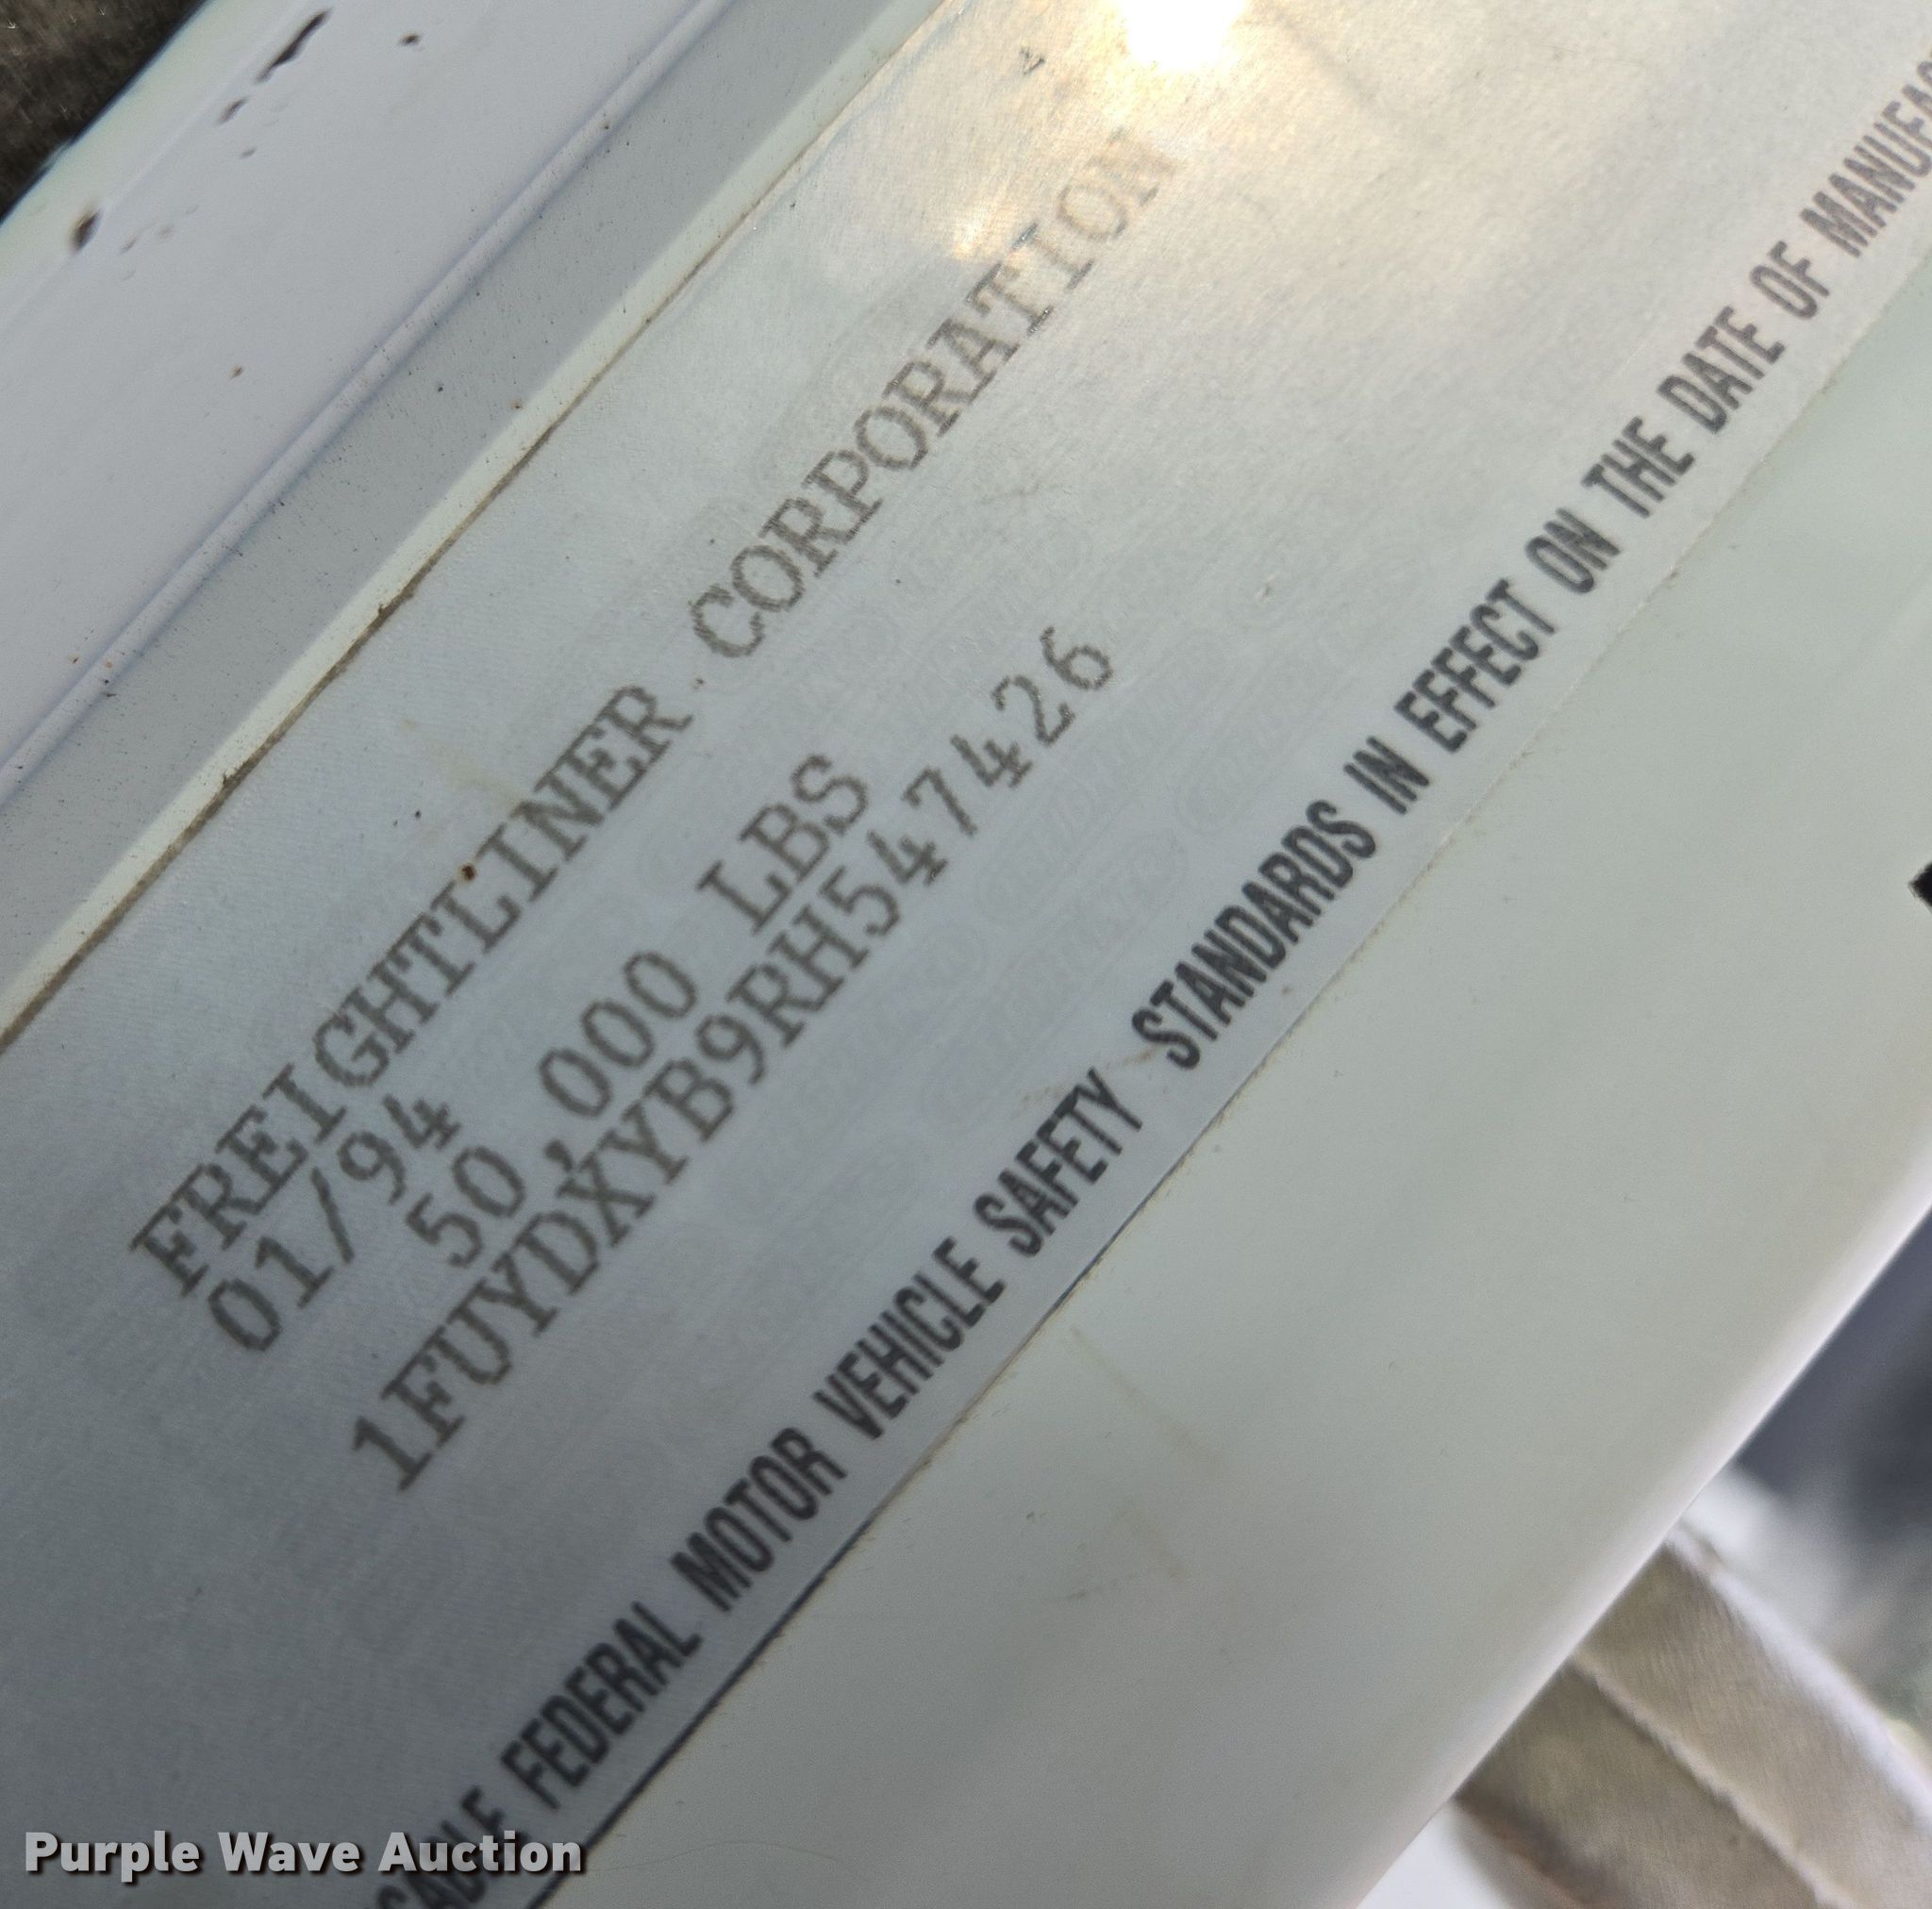 FREIGHTLINER CORPORATION
01/94
50,000 LBS
1FUYDXYB9RH547426
FEDERAL MOTOR VEHICLE SAFETY STANDARDS IN EFFECT ON THE DATE OF
Purple Wave Auction